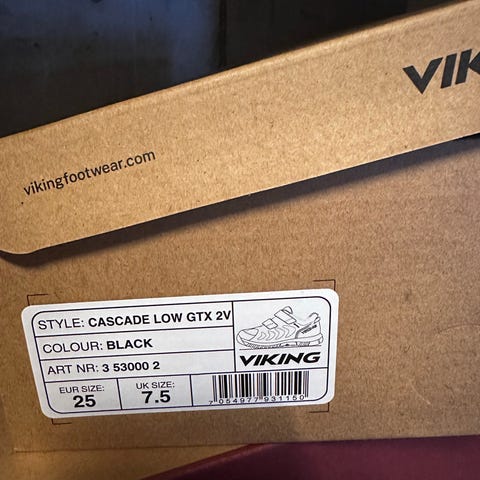 VIK
vikingfootwear.com
STYLE: CASCADE LOW GTX 2V
COLOUR: BLACK
ART NR: 3 53000 2
VIKING
EUR SIZE:
25
UK SIZE:
7.5
7 054977 931150